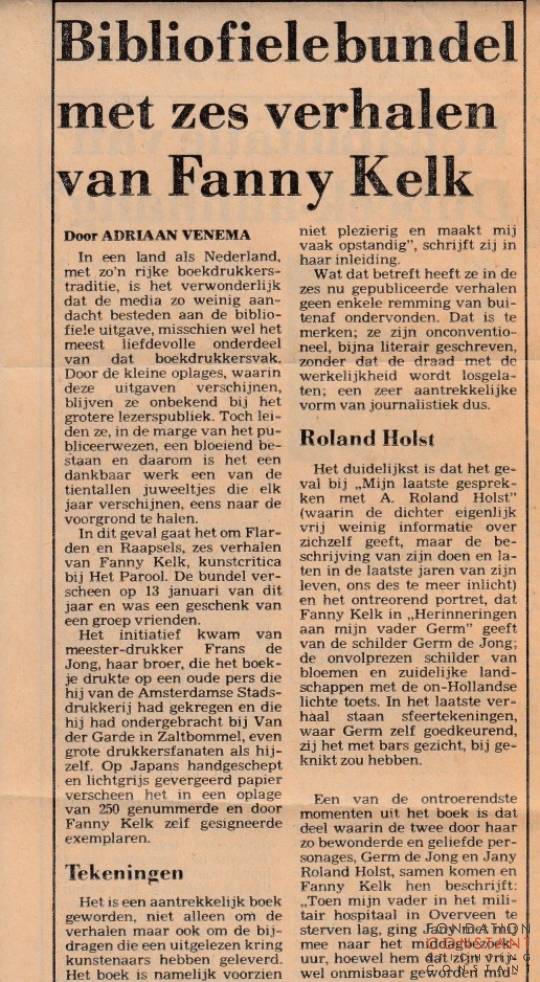 Bibliofiele bundel
met zes verhalen
van Fanny Kelk
Door ADRIAAN VENEMA
In een land als Nederland,
met zo'n rijke boekdrukkers-
traditie, is het verwonderlijk
dat de media zo weinig aan-
dacht besteden aan de biblio-
fiele uitgave, misschien wel het
meest liefdevolle onderdeel
van dat boekdrukkersvak.
Door de kleine oplages, waarin
deze uitgaven verschijnen,
blijven ze onbekend bij het
grotere lezerspubliek. Toch lei-
den ze, in de marge van het pu-
bliceerwezen, een bloeiend be-
staan en daarom is het een
dankbaar werk een van de
tientallen juweeltjes die elk
jaar verschijnen, eens naar de
voorgrond te halen.
In dit geval gaat het om Flar-
den en Raapsels, zes verhalen
van Fanny Kelk, kunstcritica
bij Het Parool. De bundel ver-
scheen op 13 januari van dit
jaar en was een geschenk van
een groep vrienden.
Het initiatief kwam van
meester-drukker Frans de
Jong, haar broer, die het boek-
je drukte op een oude pers die
hij van de Amsterdamse Stads-
drukkerij had gekregen en die
hij had ondergebracht bij Van
der Garde in Zaltbommel, even
grote drukkersfanaten als hij-
zelf. Op Japans handgeschept
en lichtgrijs gevergeerd papier
verscheen het in een oplage
van 250 genummerde en door
Fanny Kelk zelf gesigneerde
exemplaren.
Tekeningen
Het is een aantrekkelijk boek
geworden, niet alleen om de
verhalen maar ook om de bij-
dragen die een uitgelezen kring
kunstenaars hebben geleverd.
Het boek is namelijk voorzien
niet plezierig en maakt mij
vaak opstandig", schrijft zij in
haar inleiding.
Wat dat betreft heeft ze in de
zes nu gepubliceerde verhalen
geen enkele remming van bui-
tenaf ondervonden. Dat is te
merken; ze zijn onconventio-
neel, bijna literair geschreven,
zonder dat de draad met de
werkelijkheid wordt losgela-
ten; een zeer aantrekkelijke
vorm van journalistiek dus.
Roland Holst
Het duidelijkst is dat het ge-
val bij „Mijn laatste gesprek-
ken met A. Roland Holst"
(waarin de dichter eigenlijk
vrij weinig informatie over
zichzelf geeft, maar de be-
schrijving van zijn doen en la-
ten in de laatste jaren van zijn
leven, ons des te meer inlicht)
en het ontreorend portret, dat
Fanny Kelk in „Herinneringen
aan mijn vader Germ" geeft
van de schilder Germ de Jong;
de onvolprezen schilder van
bloemen en zuidelijke land-
schappen met de on-Hollandse
lichte toets. In het laatste ver-
haal staan sfeertekeningen,
waar Germ zelf goedkeurend,
zij het met bars gezicht, bij ge-
knikt zou hebben.
Een van de ontroerendste
momenten uit het boek is dat
deel waarin de twee door haar
zo bewonderde en geliefde per-
sonages, Germ de Jong en Jany
Roland Holst, samen komen en
Fanny Kelk hen beschrijft:
„Toen mijn vader in het mili-
tair hospitaal in Overveen te
sterven lag, ging Jany met me
mee naar het middagbezoek-
uur, hoewel hem dat zijn vrij-
wel onmisbaar geworden mid-
FONDATION
CONSTANT
STICHTING
CONSTANT